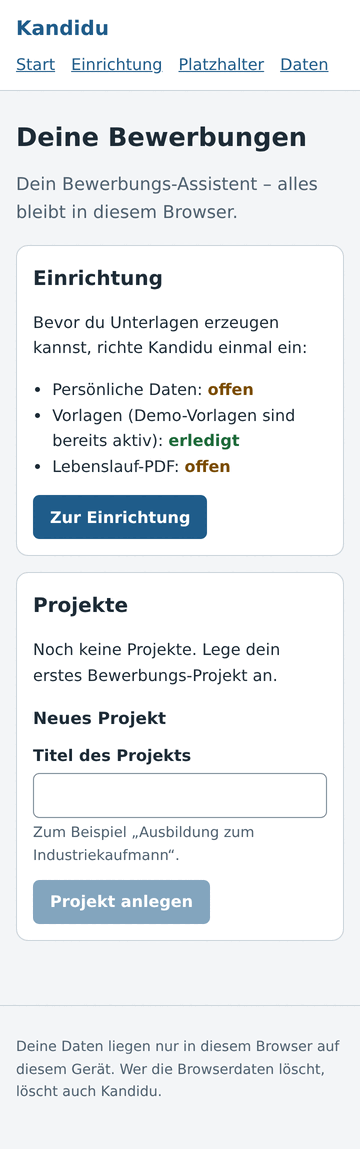 Kandidu
Start Einrichtung Platzhalter Daten
Deine Bewerbungen
Dein Bewerbungs-Assistent – alles
bleibt in diesem Browser.
Einrichtung
Bevor du Unterlagen erzeugen
kannst, richte Kandidu einmal ein:
• Persönliche Daten: offen
• Vorlagen (Demo-Vorlagen sind
bereits aktiv): erledigt
• Lebenslauf-PDF: offen
Zur Einrichtung
Projekte
Noch keine Projekte. Lege dein
erstes Bewerbungs-Projekt an.
Neues Projekt
Titel des Projekts
Zum Beispiel „Ausbildung zum
Industriekaufmann“.
Projekt anlegen
Deine Daten liegen nur in diesem Browser auf
diesem Gerät. Wer die Browserdaten löscht,
löscht auch Kandidu.